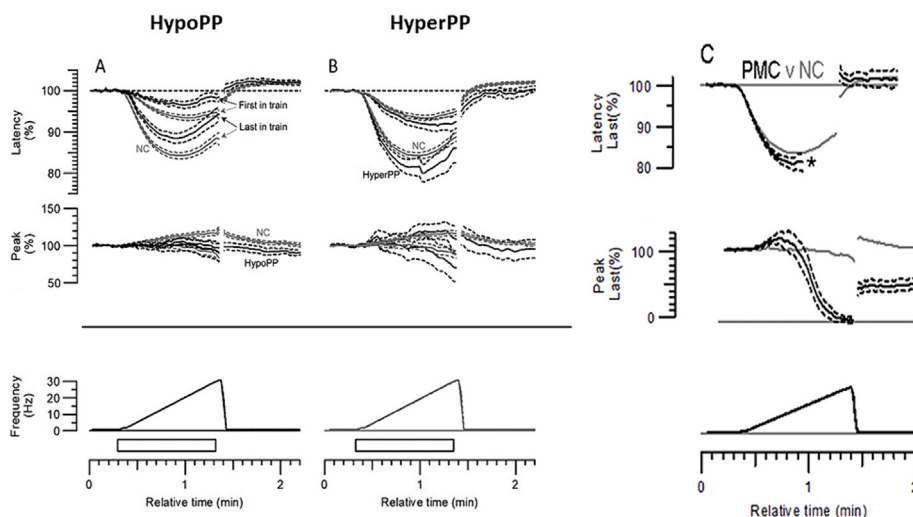 HypoPP
HyperPP
A
B
C
PMC v NC
Latency
(%)
100
90
80
First in train
Last in train
NC
NC
HyperPP
Latency
Last(%)
100
90
80
*
Peak
(%)
150
100
50
NC
HypoPP
Peak
Last(%)
100
0
Frequency
(Hz)
30
20
10
0
0
1
2
Relative time (min)
0
1
2
Relative time (min)
0
1
2
Relative time (min)